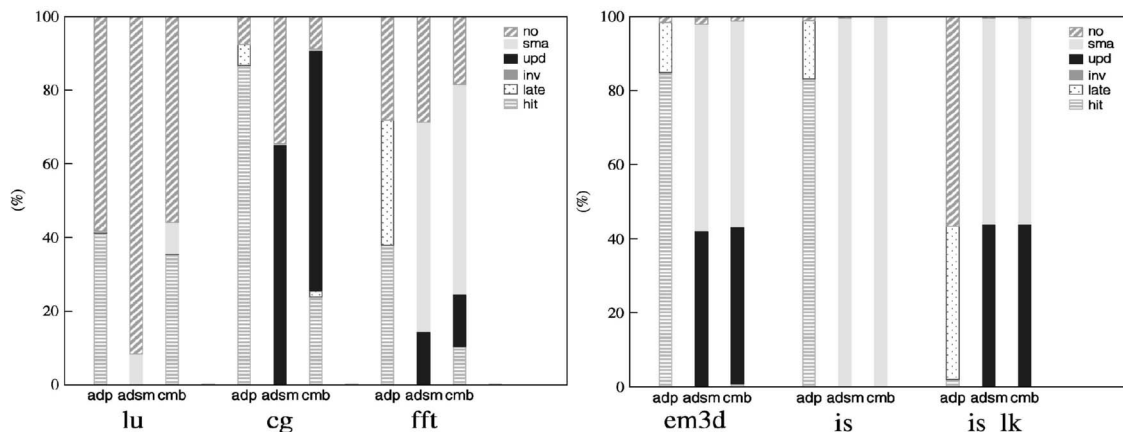 100
80
60
40
20
0
(%)
no
sma
upd
inv
late
hit
adp adsm cmb
adp adsm cmb
adp adsm cmb
lu
cg
fft
100
80
60
40
20
0
(%)
no
sma
upd
inv
late
hit
adp adsm cmb
adp adsm cmb
adp adsm cmb
em3d
is
is lk